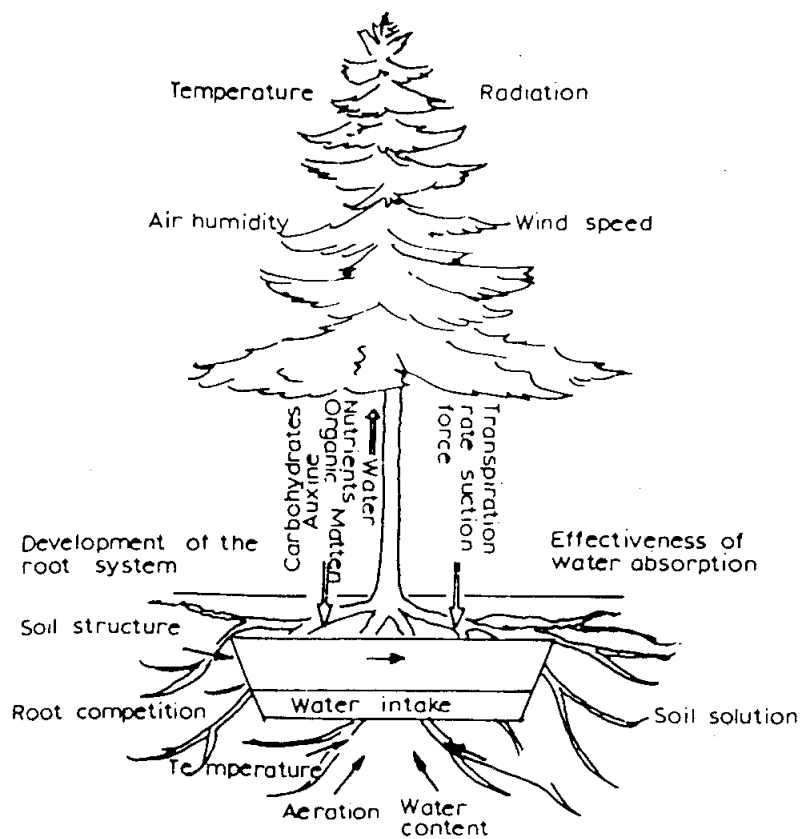 Temperature
Radiation
Air humidity
Wind speed
Water
Nutrients
Organic Matten
Auxine
Carbohydrates
Transpiration
rate suction
force
Development of the
root system
Effectiveness of
water absorption
Soil structure
Water intake
Root competition
Soil solution
Temperature
Aeration
Water
content